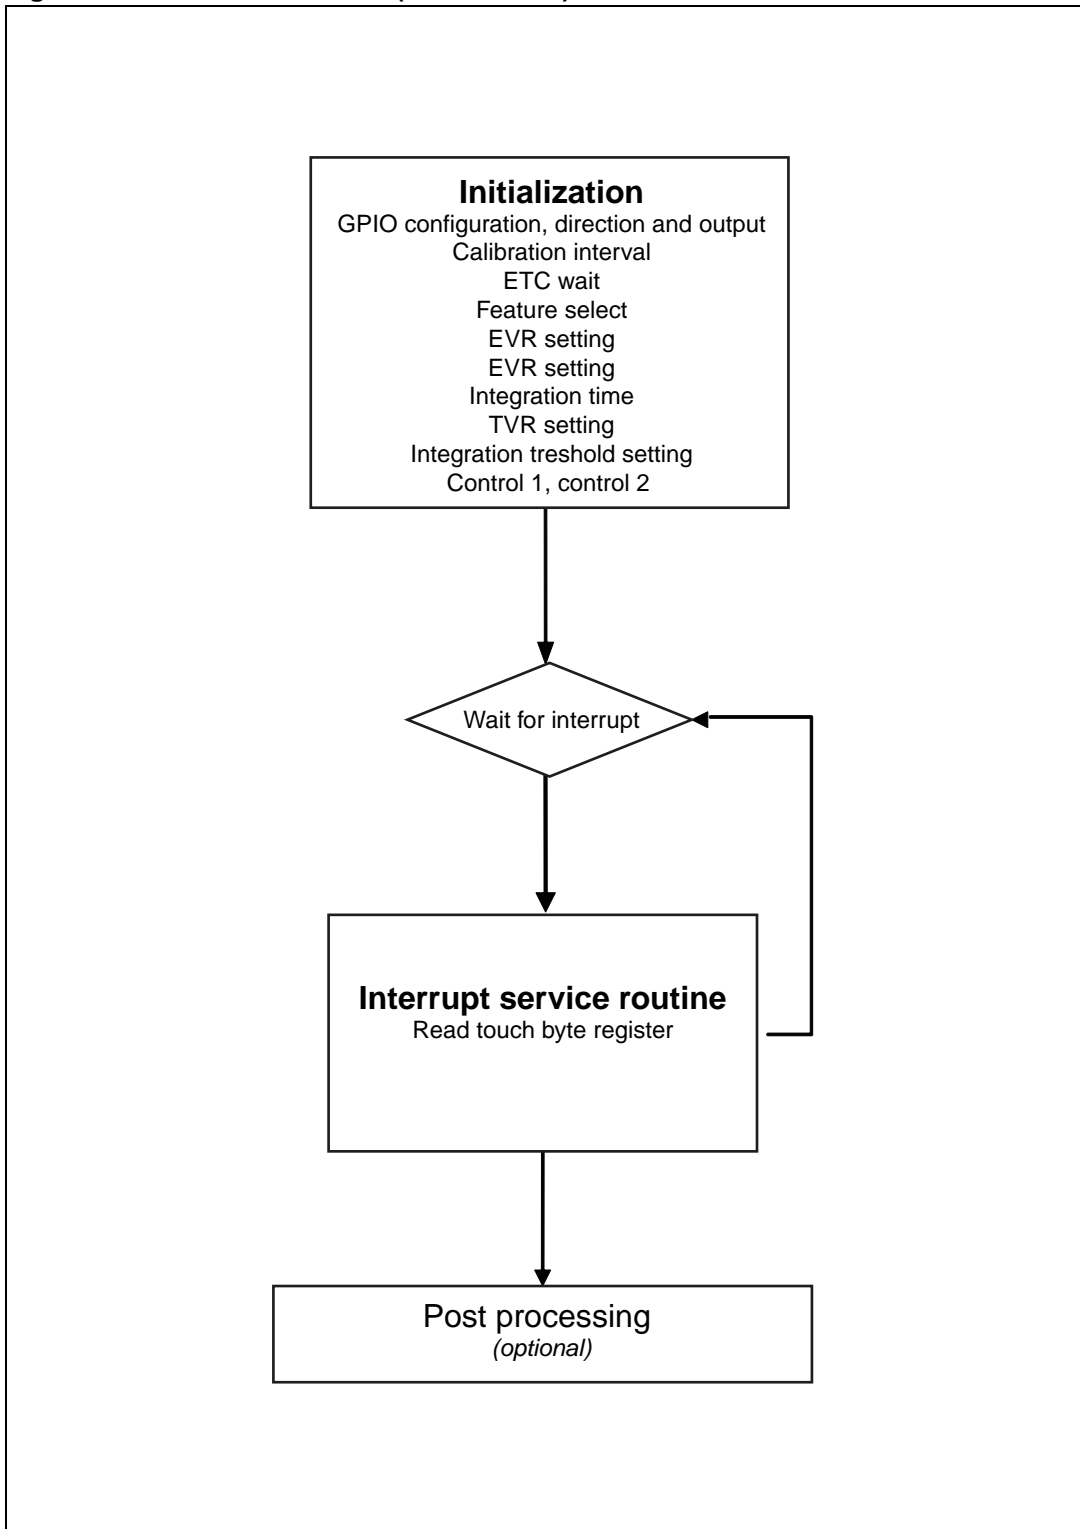 Initialization
GPIO configuration, direction and output
Calibration interval
ETC wait
Feature select
EVR setting
EVR setting
Integration time
TVR setting
Integration treshold setting
Control 1, control 2
Wait for interrupt
Interrupt service routine
Read touch byte register
Post processing
(optional)